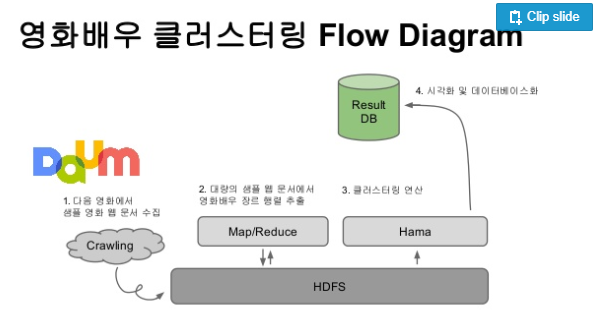 Clip slide
영화배우 클러스터링 Flow Diagram
Result
DB
4. 시각화 및 데이터베이스화
Daum
1. 다음 영화에서
샘플 영화 웹 문서 수집
2. 대량의 샘플 웹 문서에서
영화배우 장르 행렬 추출
3. 클러스터링 연산
Crawling
Map/Reduce
Hama
HDFS